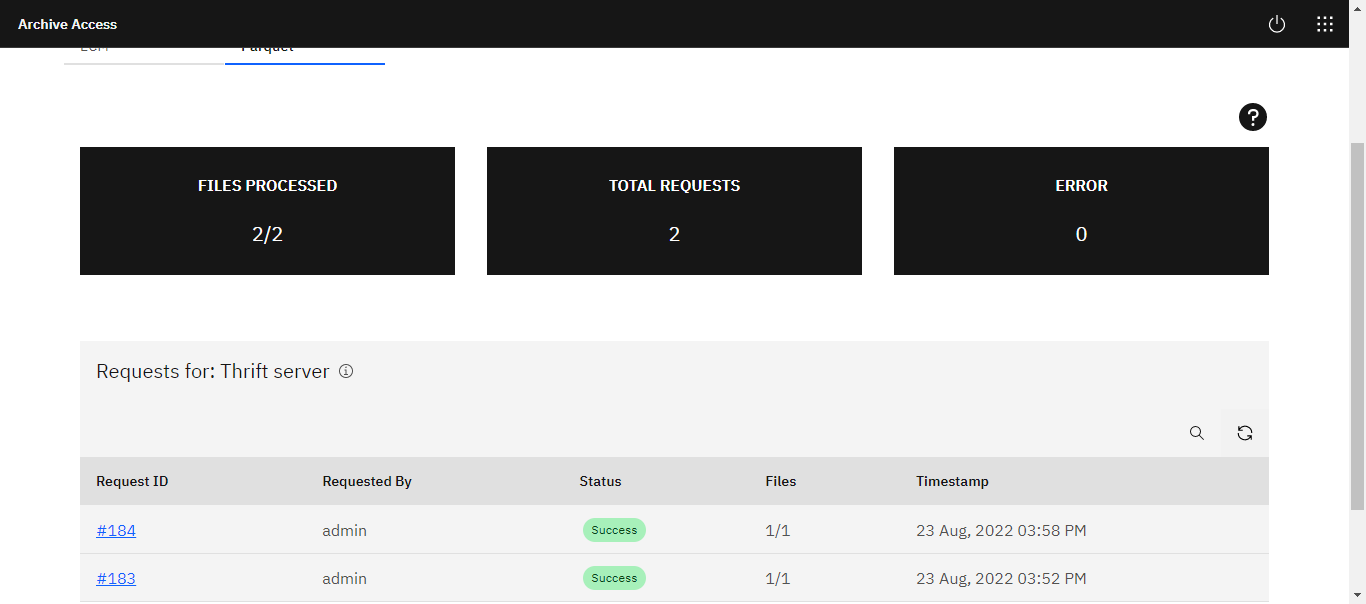 Archive Access
Parquet
?
FILES PROCESSED
2/2
TOTAL REQUESTS
2
ERROR
0
Requests for: Thrift server
Request ID Requested By Status Files Timestamp
#184 admin Success 1/1 23 Aug, 2022 03:58 PM
#183 admin Success 1/1 23 Aug, 2022 03:52 PM